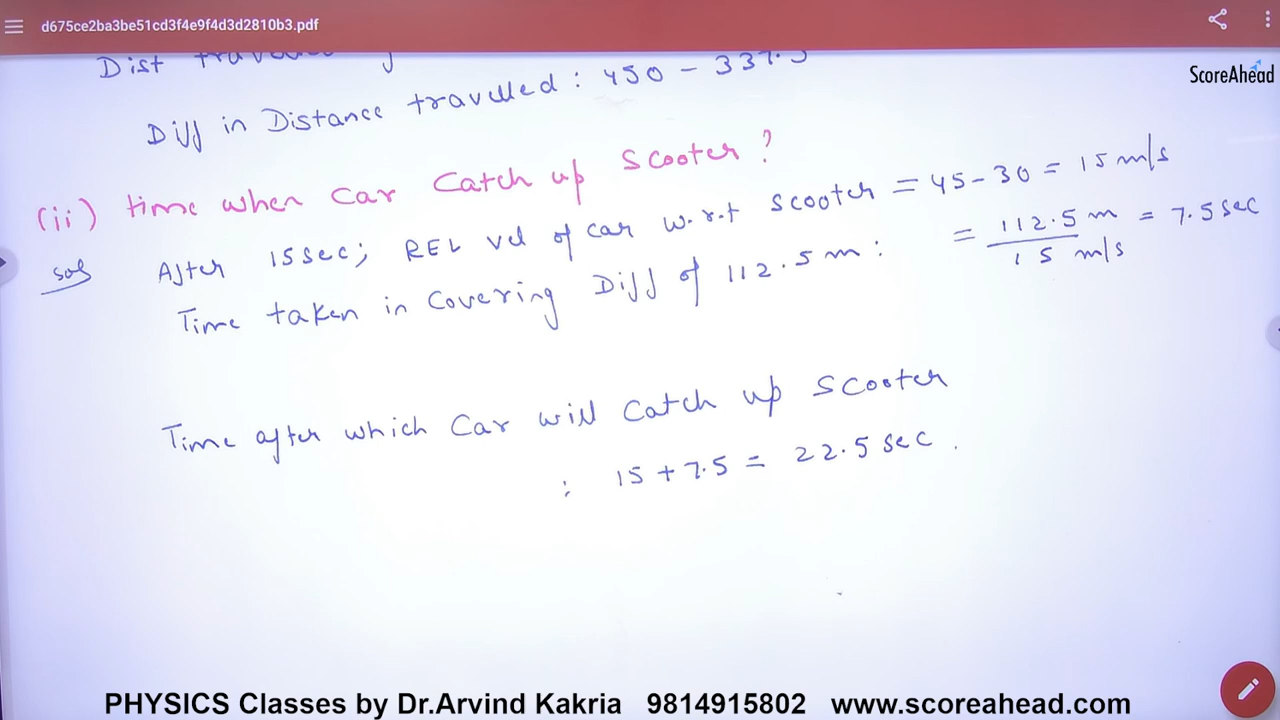 d675ce2ba3be51cd3f4e9f4d3d2810b3.pdf
ScoreAhead
Dist
Diff in Distance travelled : 450 - 337.5
(ii) time when Car Catch up Scooter?
Sol After 15sec; REL vel of car w.r.t scooter = 45-30 = 15 m/s
Time taken in Covering Diff of 112.5 m : = 112.5 m / 15 m/s = 7.5 sec
Time after which Car will Catch up Scooter
: 15 + 7.5 = 22.5 sec.
PHYSICS Classes by Dr.Arvind Kakria 9814915802 www.scoreahead.com